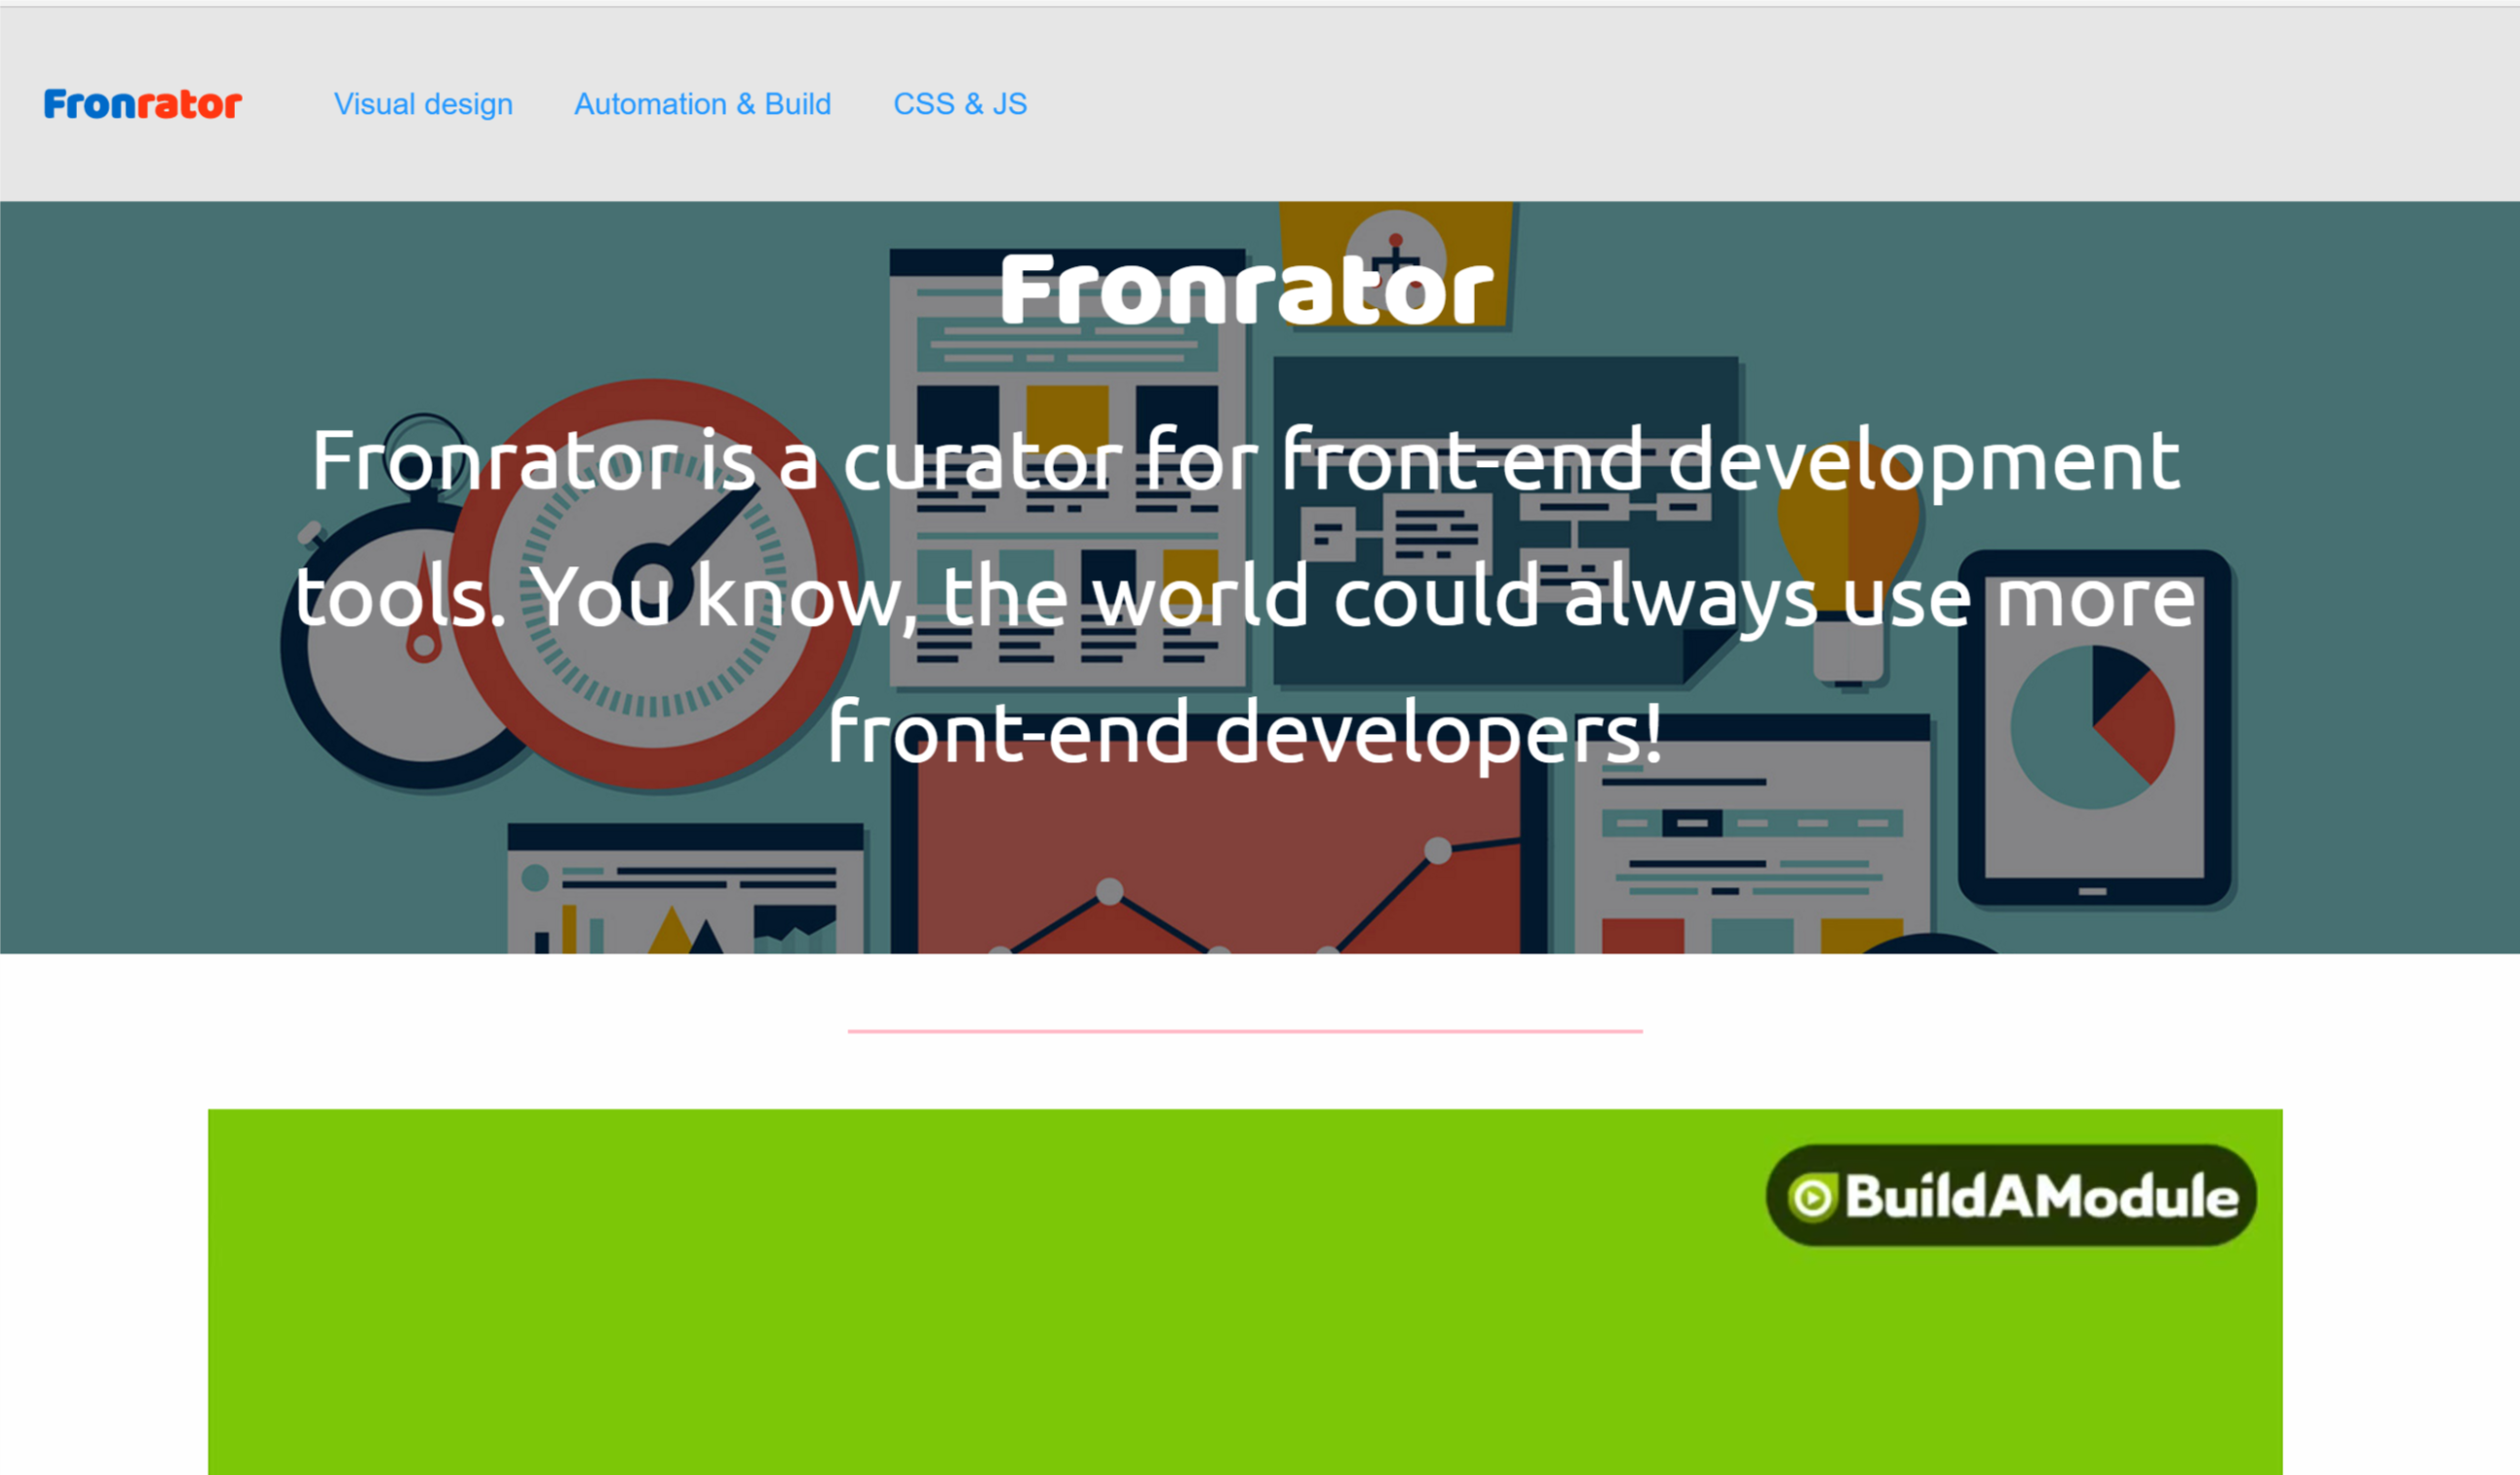 Fronrator
Visual design
Automation & Build
CSS & JS
Fronrator
Fronrator is a curator for front-end development
tools. You know, the world could always use more
front-end developers!
BuildAModule